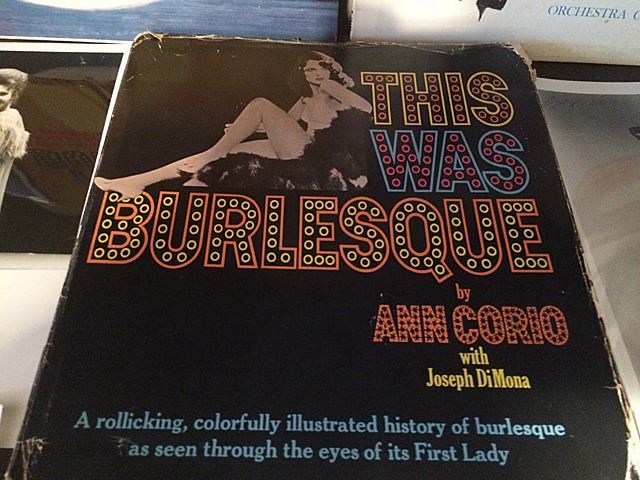 ORCHESTRA
THIS
WAS
BURLESQUE
by
ANN CORIO
with
Joseph DiMona
A rollicking, colorfully illustrated history of burlesque
as seen through the eyes of its First Lady